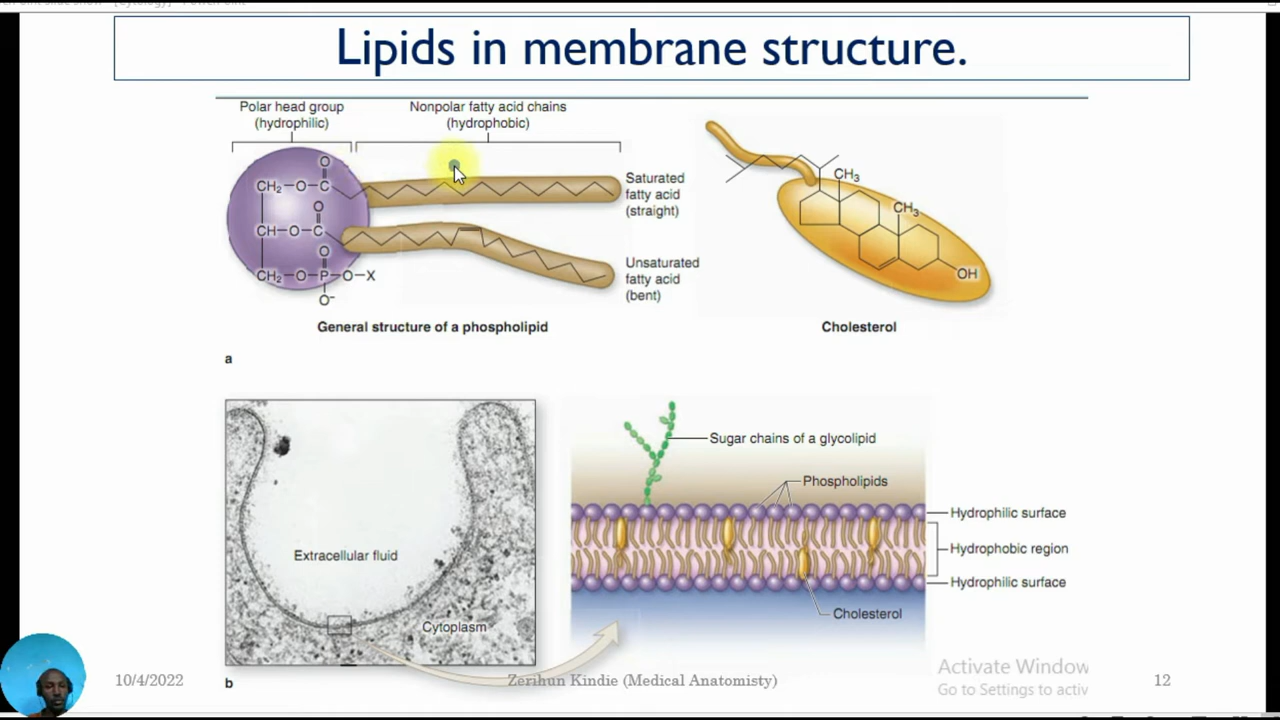 Lipids in membrane structure.
Polar head group
(hydrophilic)
Nonpolar fatty acid chains
(hydrophobic)
O
CH₂–O–C
O
CH–O–C
O
CH₂–O–P–O–X
O⁻
Saturated
fatty acid
(straight)
Unsaturated
fatty acid
(bent)
General structure of a phospholipid
CH₃
CH₃
OH
Cholesterol
a
Extracellular fluid
Cytoplasm
b
Sugar chains of a glycolipid
Phospholipids
Hydrophilic surface
Hydrophobic region
Hydrophilic surface
Cholesterol
10/4/2022
Zerihun Kindie (Medical Anatomisty)
12
Activate Window
Go to Settings to activ